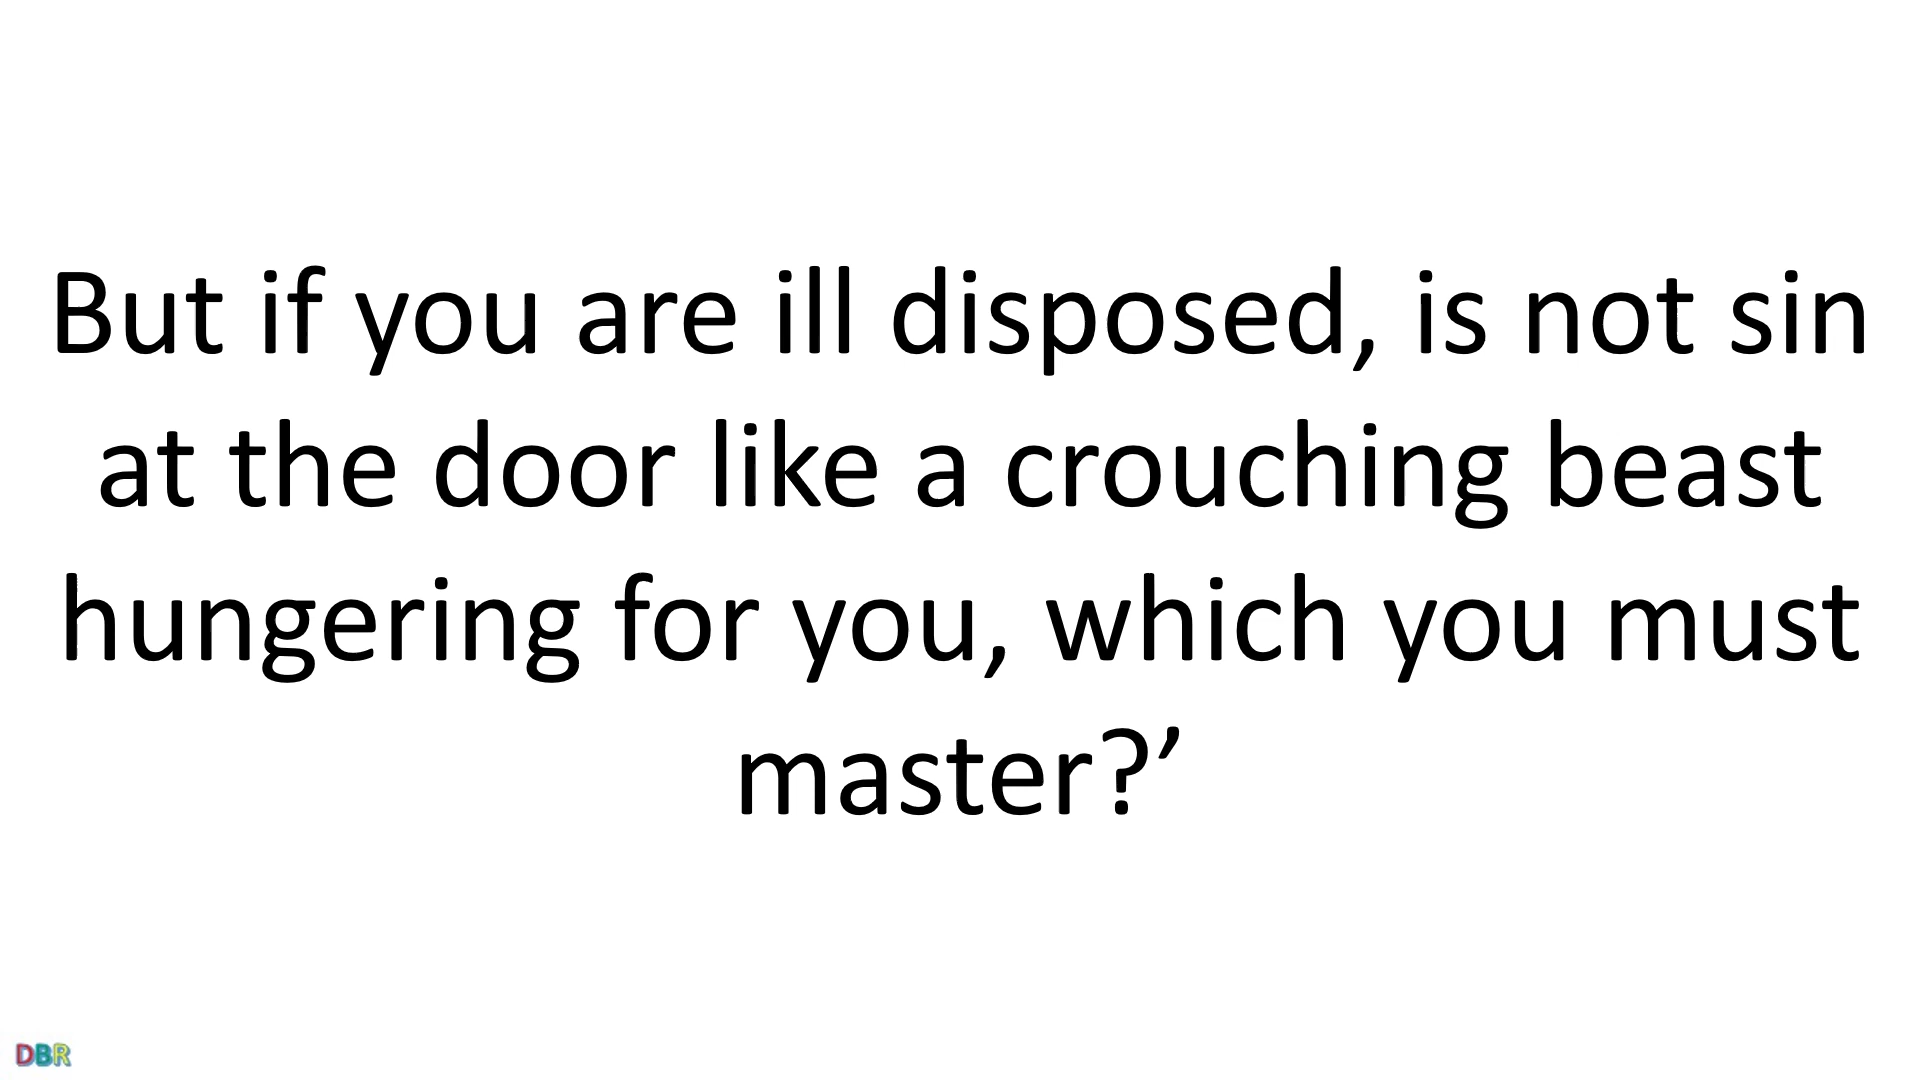 But if you are ill disposed, is not sin
at the door like a crouching beast
hungering for you, which you must
master?’
DBR